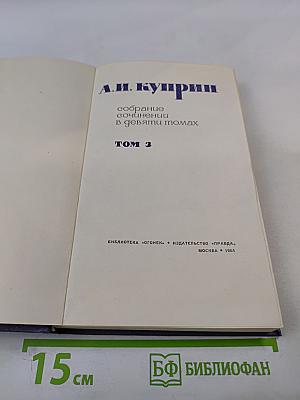 А.И. Куприн
собрание
сочинений
в девяти томах
ТОМ 3
БИБЛИОТЕКА «ОГОНЕК» • ИЗДАТЕЛЬСТВО «ПРАВДА»
МОСКВА • 1964
15 см
БФ БИБЛИОФАН